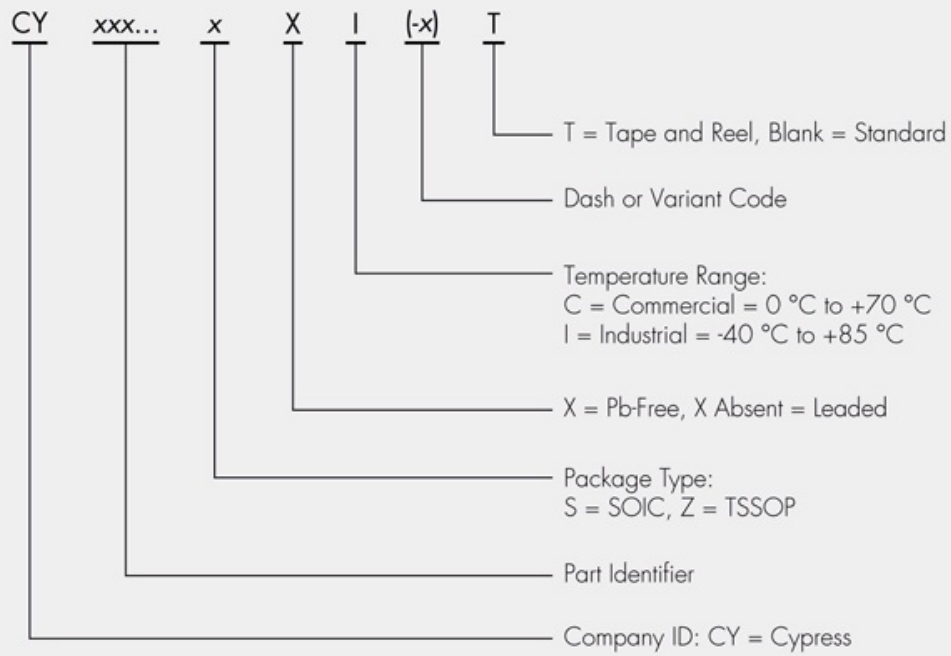 CY xxx... x X I (-x) T
T = Tape and Reel, Blank = Standard
Dash or Variant Code
Temperature Range:
C = Commercial = 0 °C to +70 °C
I = Industrial = -40 °C to +85 °C
X = Pb-Free, X Absent = Leaded
Package Type:
S = SOIC, Z = TSSOP
Part Identifier
Company ID: CY = Cypress